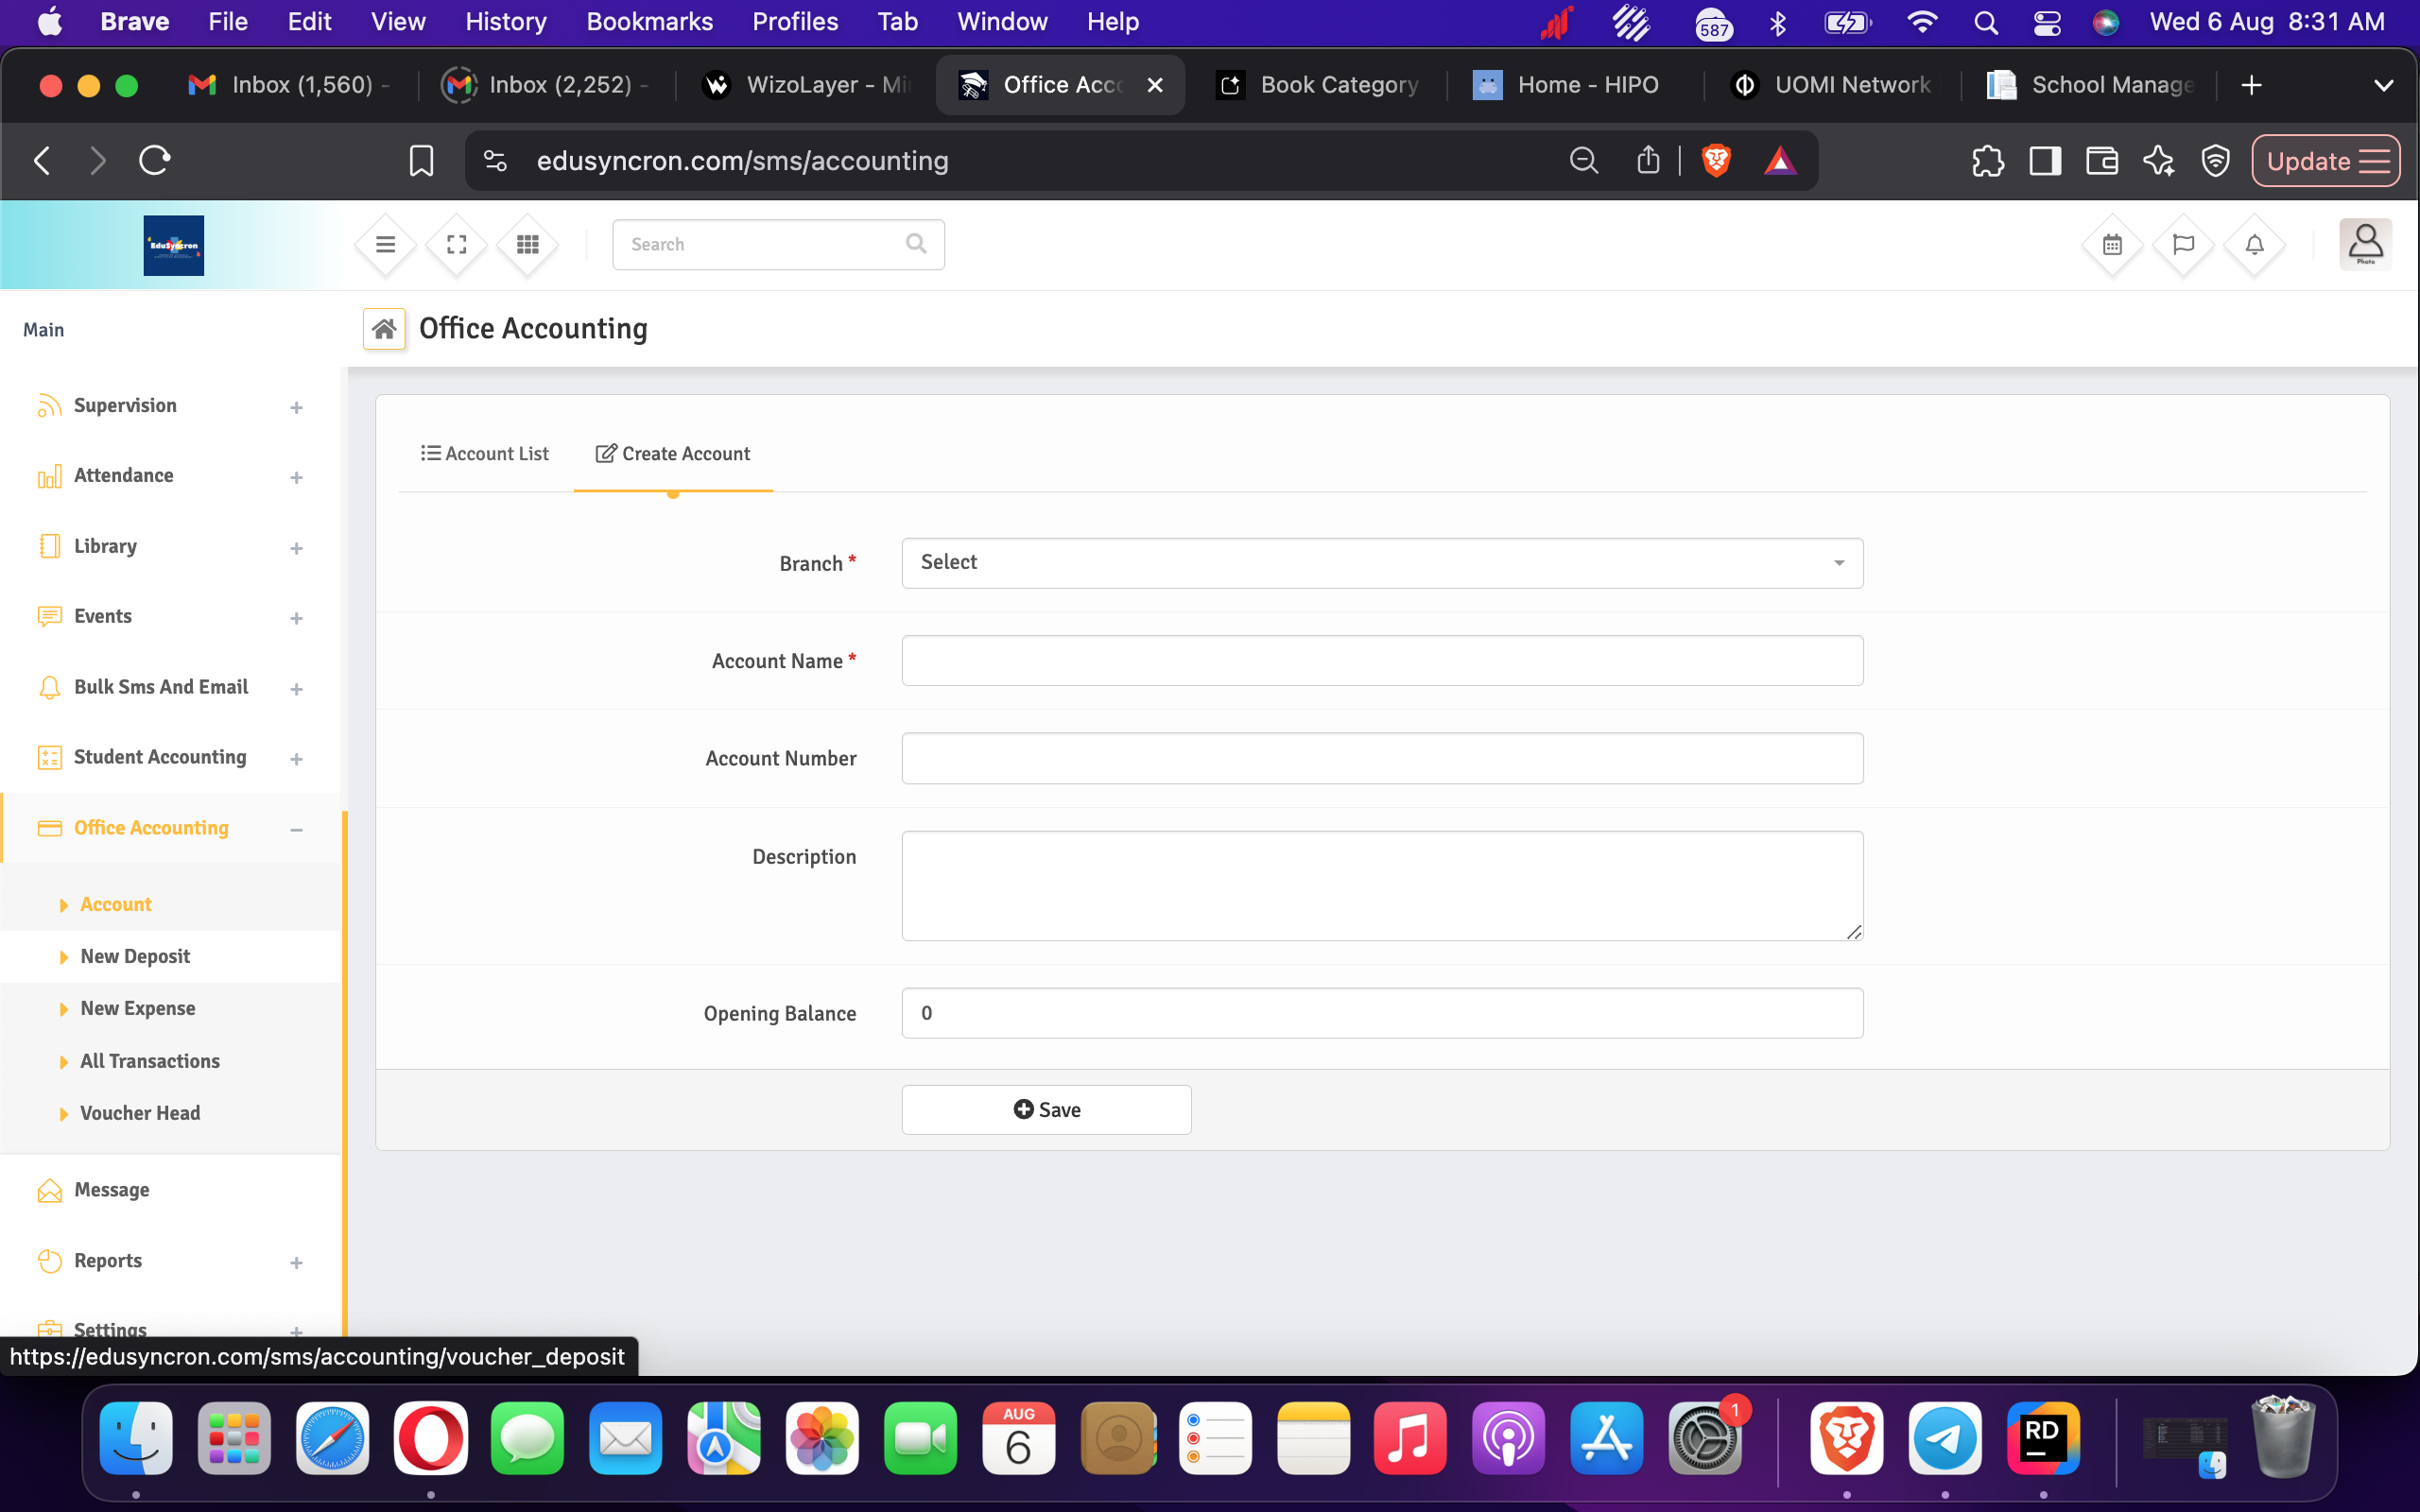 Brave File Edit View History Bookmarks Profiles Tab Window Help 587 Wed 6 Aug 8:31 AM
Inbox (1,560) - Inbox (2,252) - WizoLayer - Mi Office Acco Book Category Home - HIPO UOMI Network School Manage
edusyncron.com/sms/accounting Update
EduSyncron Search Photo
Main
Office Accounting
Supervision
Attendance
Library
Events
Bulk Sms And Email
Student Accounting
Office Accounting
Account
New Deposit
New Expense
All Transactions
Voucher Head
Message
Reports
Settings
Account List Create Account
Branch * Select
Account Name *
Account Number
Description
Opening Balance 0
Save
https://edusyncron.com/sms/accounting/voucher_deposit
AUG
6
1
RD